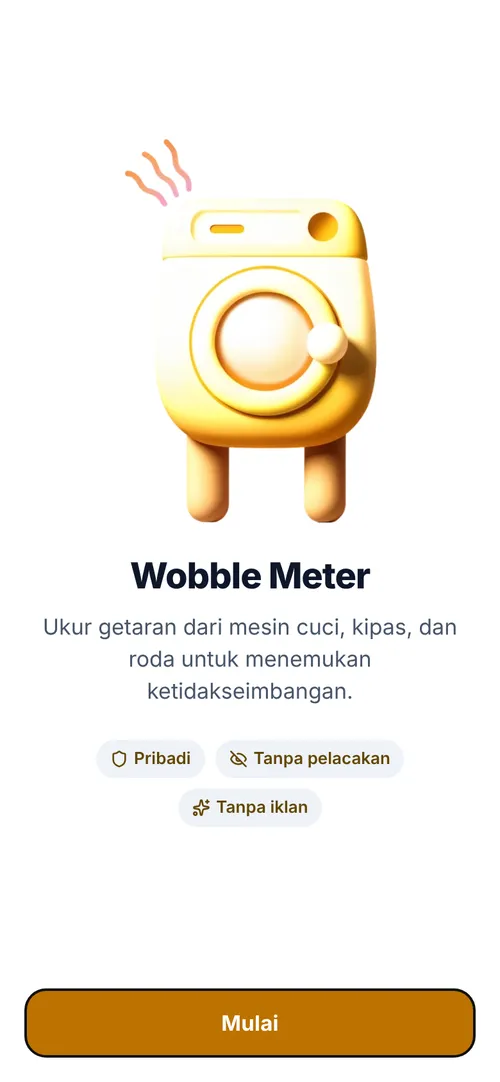 Wobble Meter
Ukur getaran dari mesin cuci, kipas, dan
roda untuk menemukan
ketidakseimbangan.
Pribadi
Tanpa pelacakan
Tanpa iklan
Mulai